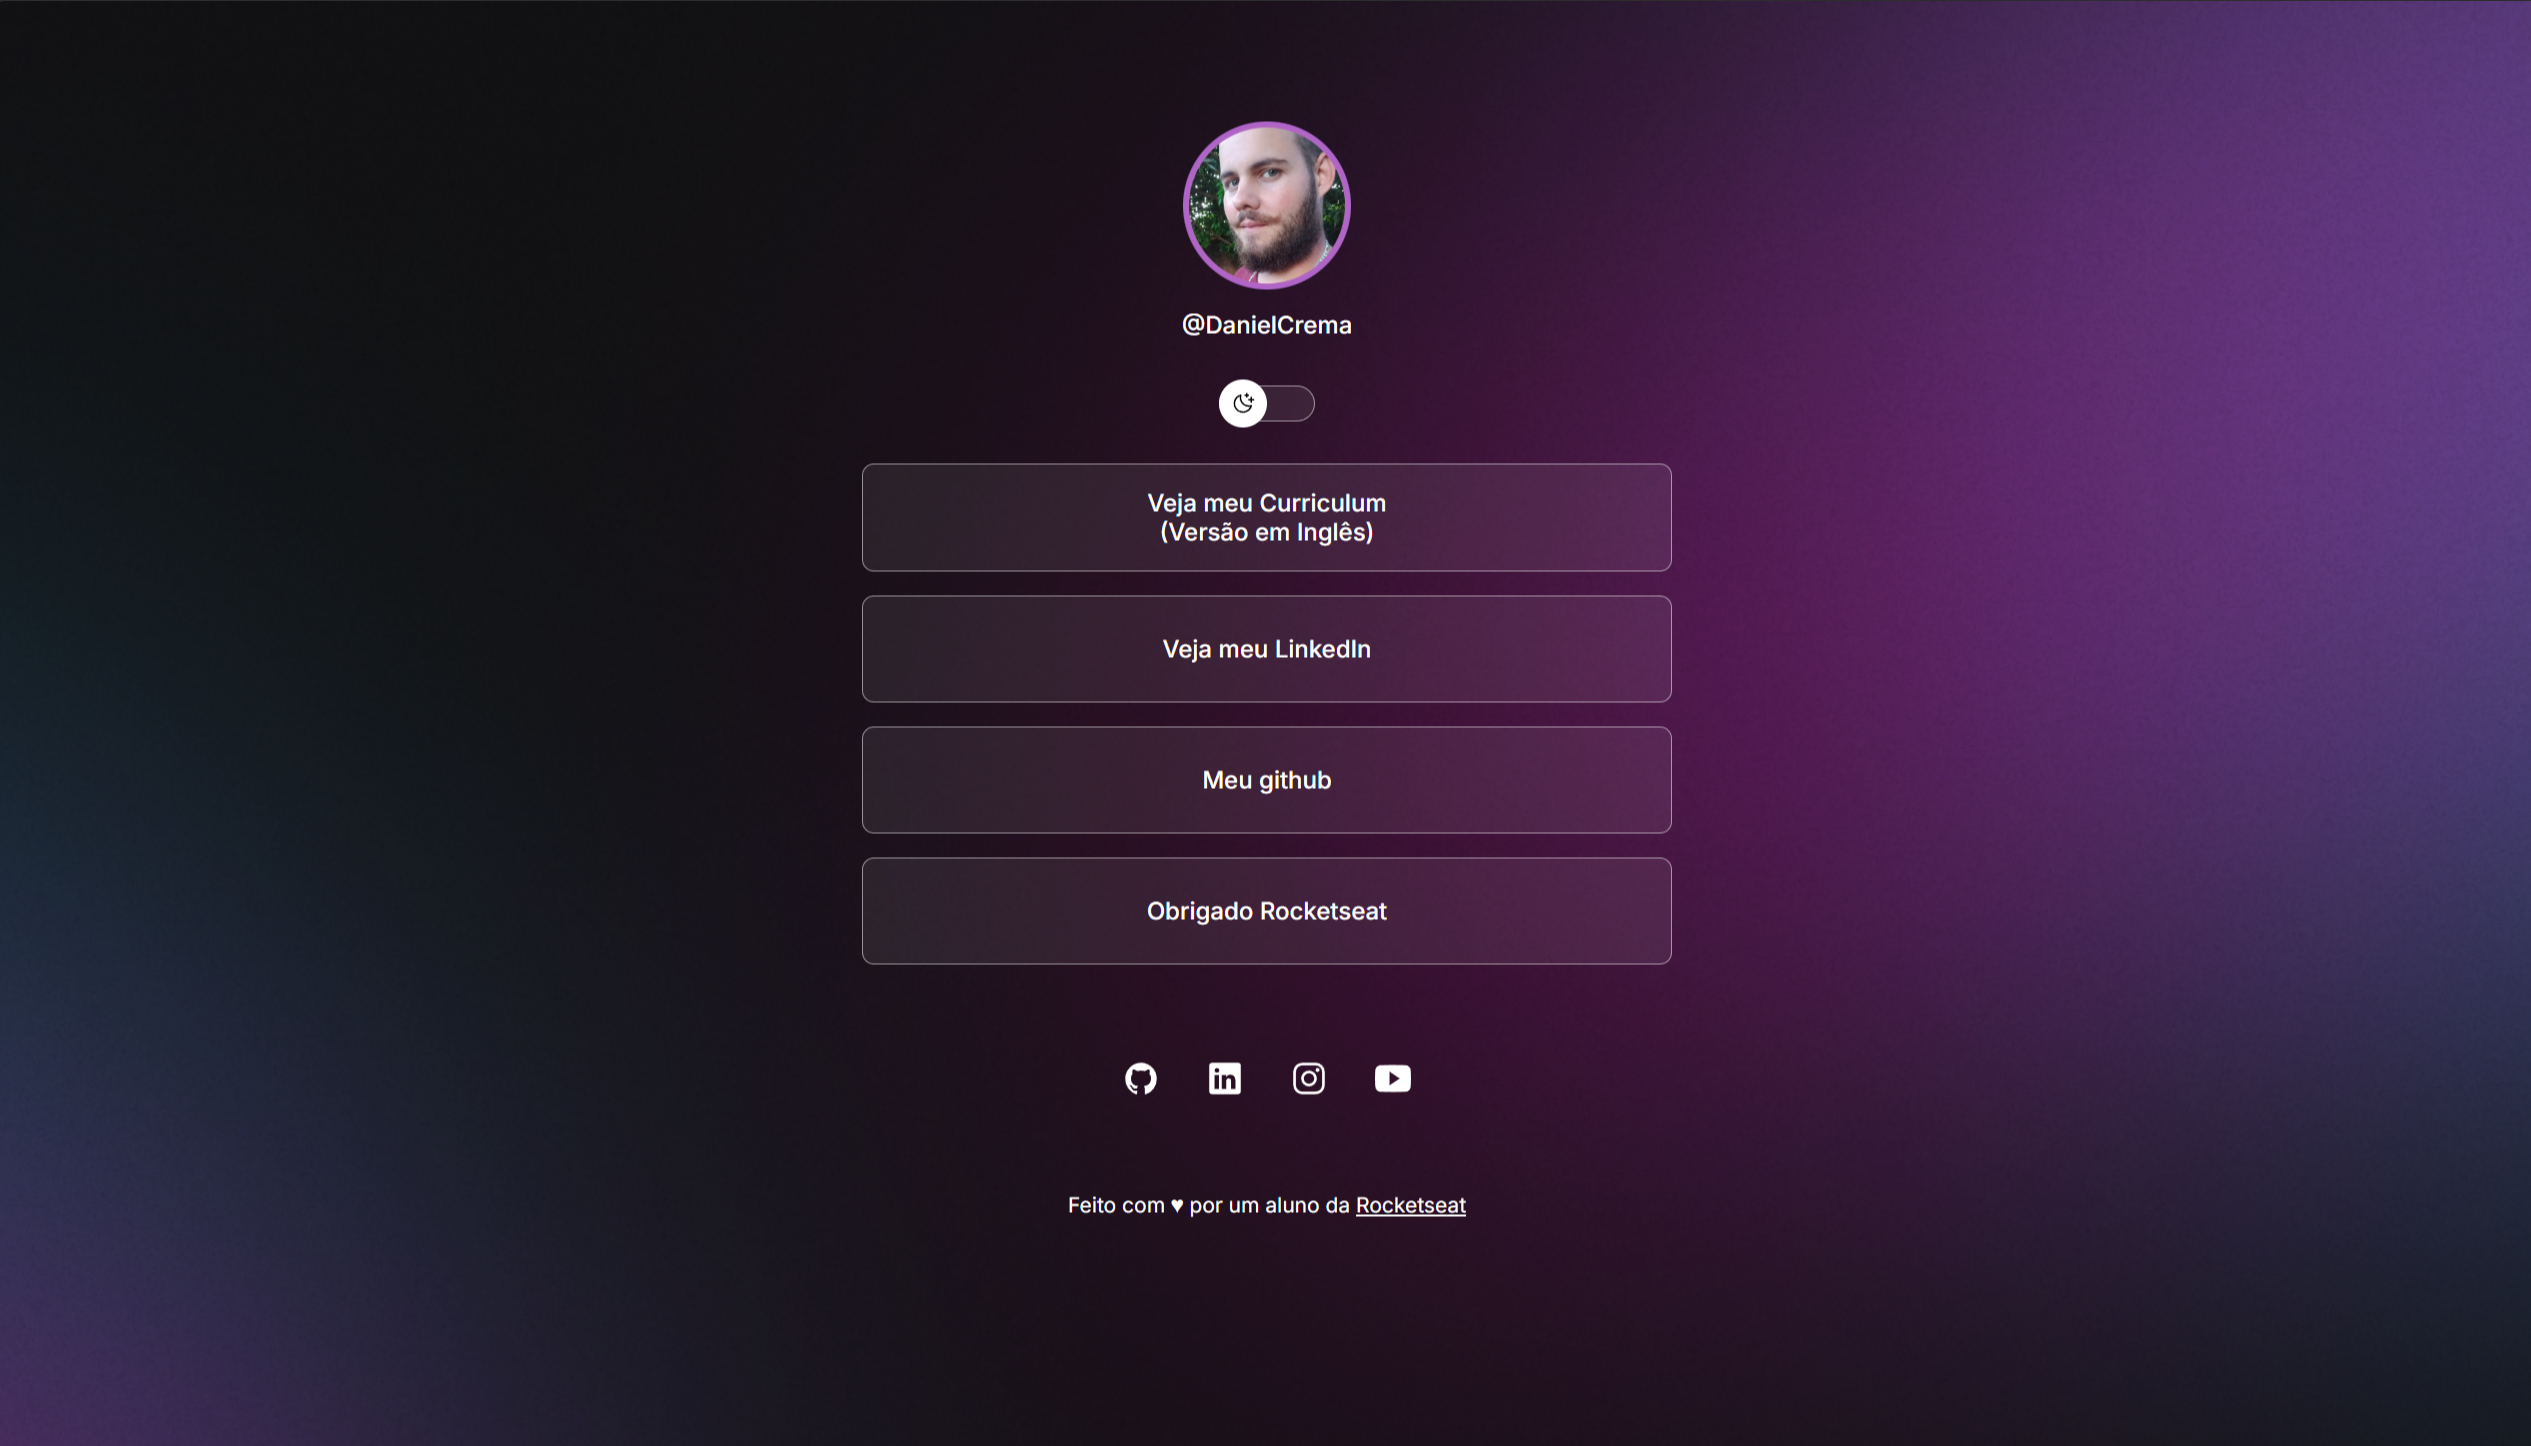 @DanielCrema
Veja meu Curriculum
(Versão em Inglês)
Veja meu LinkedIn
Meu github
Obrigado Rocketseat
in
Feito com ♥ por um aluno da Rocketseat